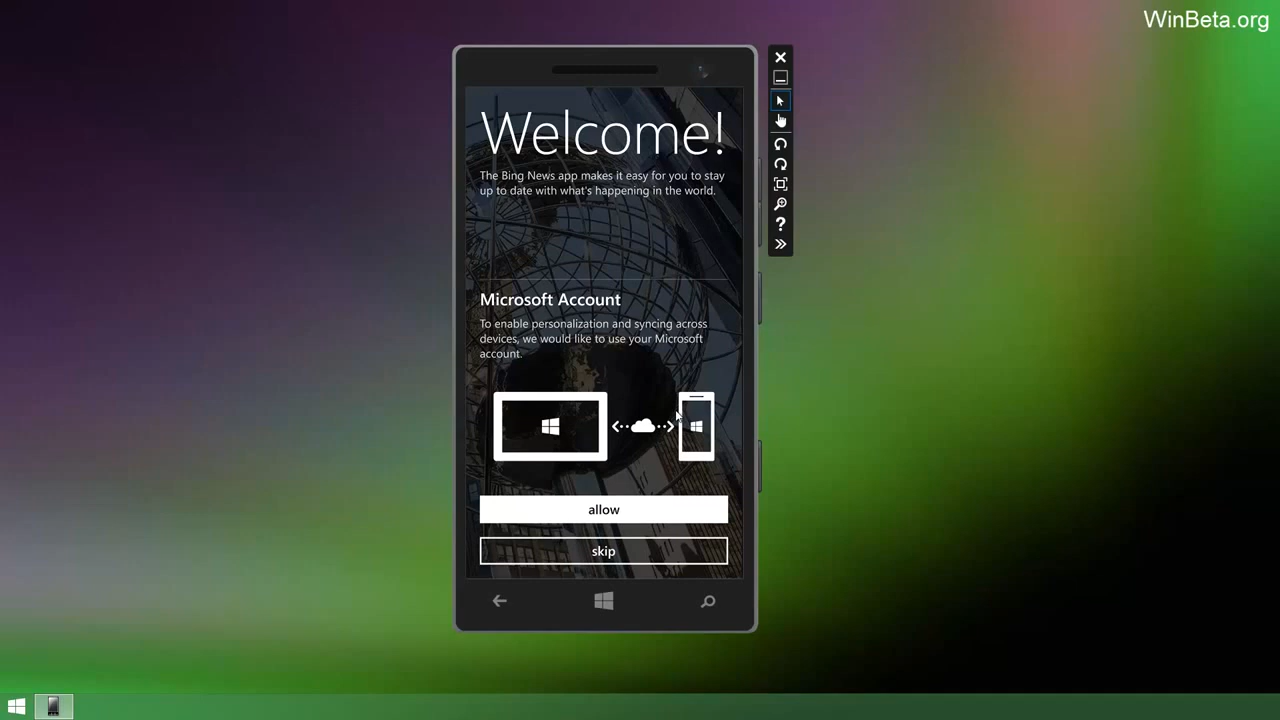 WinBeta.org
Welcome!
The Bing News app makes it easy for you to stay
up to date with what's happening in the world.
Microsoft Account
To enable personalization and syncing across
devices, we would like to use your Microsoft
account.
allow
skip